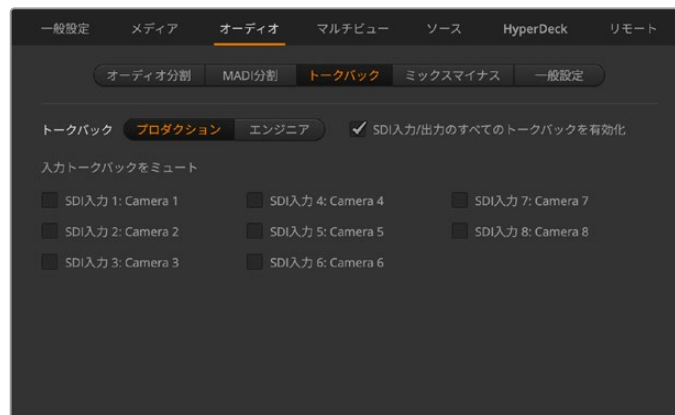 一般設定 メディア オーディオ マルチビュー ソース HyperDeck リモート
オーディオ分割 MADI分割 トークバック ミックスマイナス 一般設定
トークバック プロダクション エンジニア SDI入力/出力のすべてのトークバックを有効化
入力トークバックをミュート
SDI入力 1: Camera 1 SDI入力 4: Camera 4 SDI入力 7: Camera 7
SDI入力 2: Camera 2 SDI入力 5: Camera 5 SDI入力 8: Camera 8
SDI入力 3: Camera 3 SDI入力 6: Camera 6